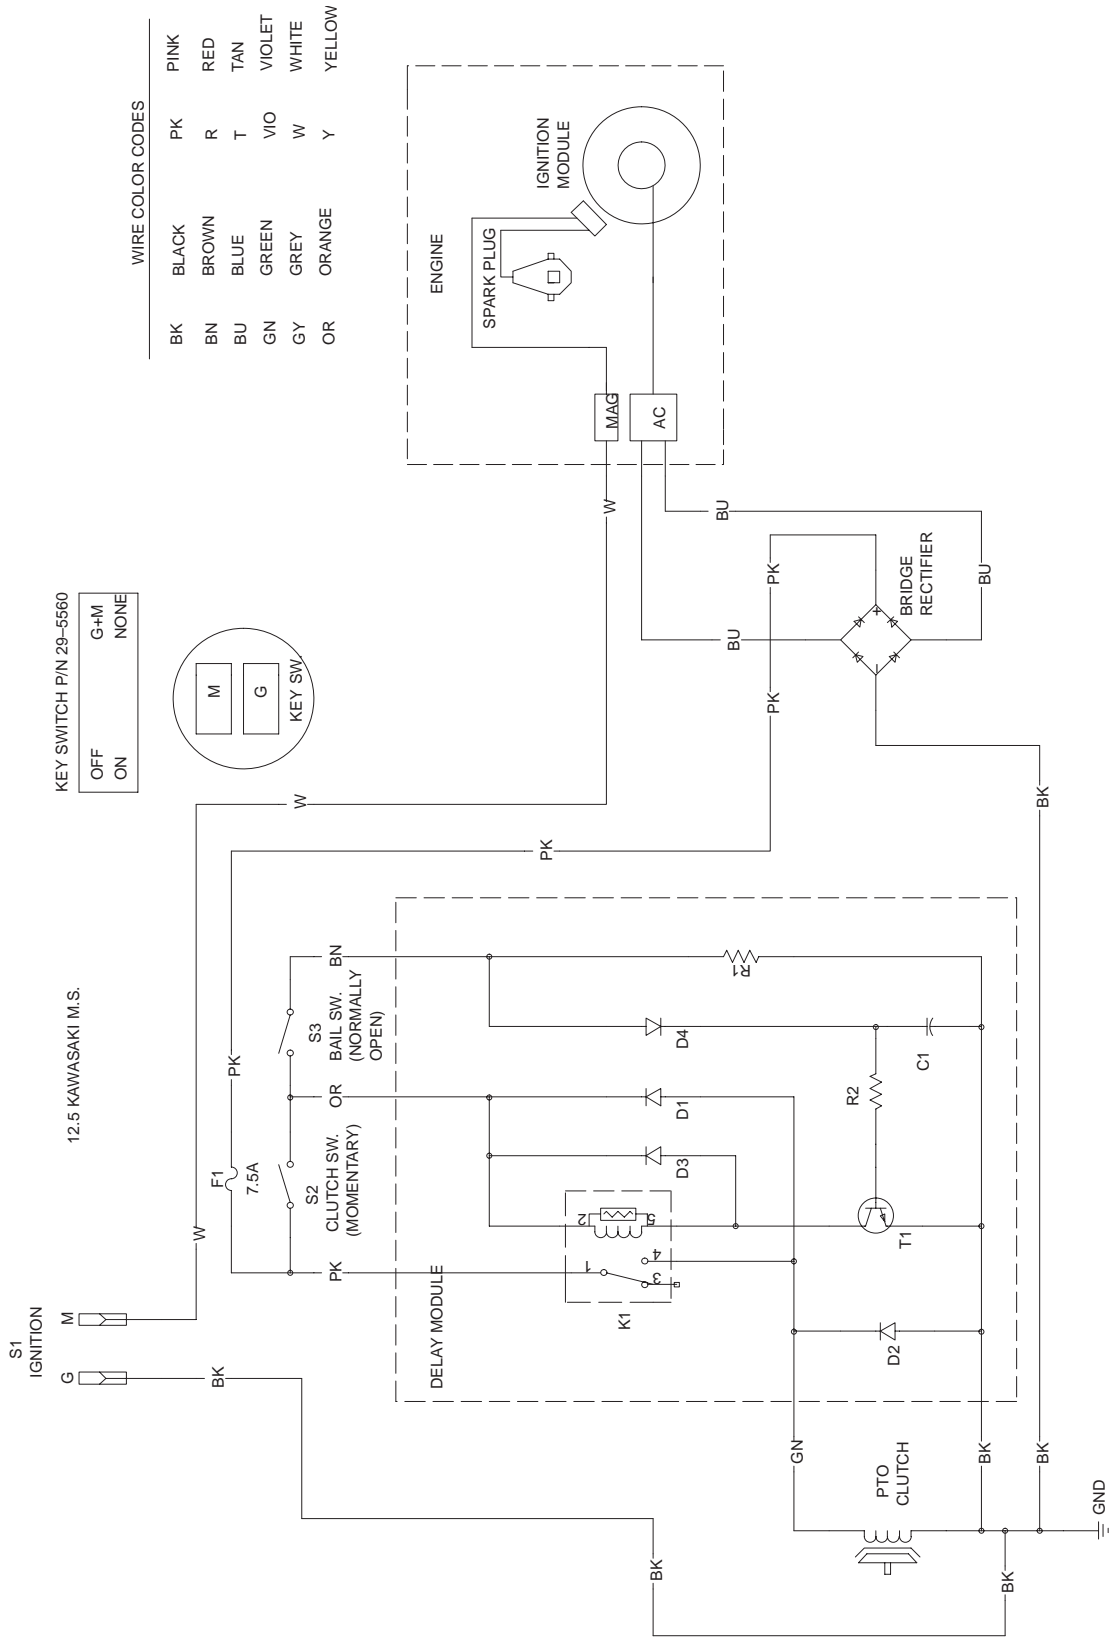 12.5 KAWASAKI M.S.
KEY SWITCH P/N 29–5560
OFF G+M
ON NONE
M
G
KEY SW.
WIRE COLOR CODES
BK BLACK PK PINK
BN BROWN R RED
BU BLUE T TAN
GN GREEN VIO VIOLET
GY GREY W WHITE
OR ORANGE Y YELLOW
S1
IGNITION
G
M
BK
W
W
W
F1
7.5A
PK
PK
PK
PK
S2
CLUTCH SW.
(MOMENTARY)
S3
BAIL SW.
(NORMALLY
OPEN)
PK
OR
BN
DELAY MODULE
K1
1
2
3
4
5
D3
D1
D4
R1
D2
T1
R2
C1
ENGINE
SPARK PLUG
IGNITION
MODULE
MAG
AC
BU
BU
BU
BRIDGE
RECTIFIER
+
–
GN
PTO
CLUTCH
BK
BK
BK
BK
BK
GND